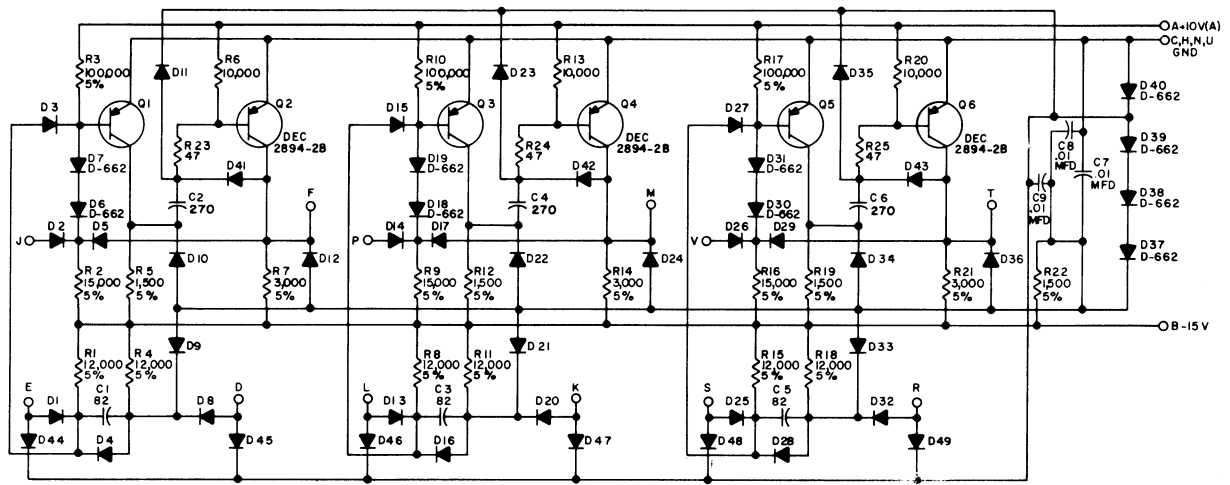 A+10V(A)
C,H,N,U
GND
R3
100,000
5%
D11
R6
10,000
R10
100,000
5%
D23
R13
10,000
R17
100,000
5%
D35
R20
10,000
D40
D-662
D3
Q1
Q2
D15
Q3
Q4
D27
Q5
Q6
DEC
2894-2B
DEC
2894-2B
DEC
2894-2B
D39
D-662
C8
.01
MFD
C7
.01
MFD
C9
.01
MFD
R23
47
R24
47
R25
47
D7
D-662
D41
D19
D-662
D42
D31
D-662
D43
D38
D-662
D6
D-662
C2
270
F
D18
D-662
C4
270
M
D30
D-662
C6
270
T
J
D2
D5
P
D14
D17
V
D26
D29
D37
D-662
D10
D12
D22
D24
D34
D36
R2
15,000
5%
R5
1,500
5%
R7
3,000
5%
R9
15,000
5%
R12
1,500
5%
R14
3,000
5%
R16
15,000
5%
R19
1,500
5%
R21
3,000
5%
R22
1,500
5%
B-15V
D9
D21
D33
R1
12,000
5%
R4
12,000
5%
R8
12,000
5%
R11
12,000
5%
R15
12,000
5%
R18
12,000
5%
E
D1
C1
82
D8
D
L
D13
C3
82
D20
K
S
D25
C5
82
D32
R
D44
D4
D45
D46
D16
D47
D48
D28
D49